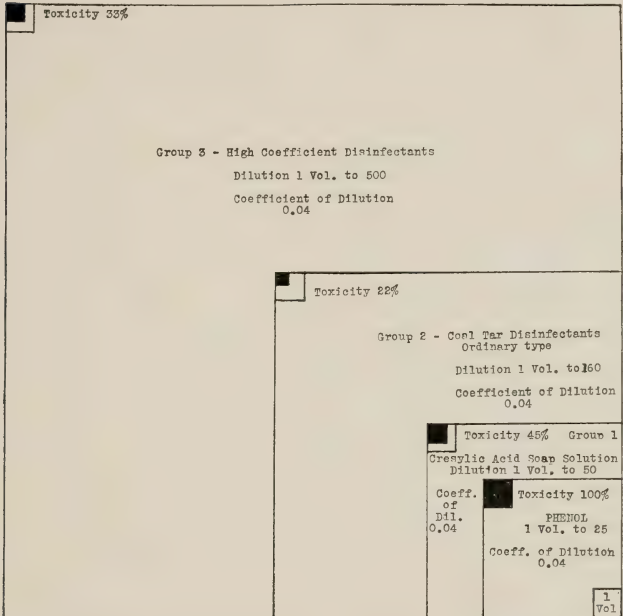 Toxicity 33%
Group 3 - High Coefficient Disinfectants
Dilution 1 Vol. to 500
Coefficient of Dilution
0.04
Toxicity 22%
Group 2 - Coal Tar Disinfectants
Ordinary type
Dilution 1 Vol. to 160
Coefficient of Dilution
0.04
Toxicity 45% Group 1
Cresylic Acid Soap Solution
Dilution 1 Vol. to 50
Coeff.
of
Dil.
0.04
Toxicity 100%
PHENOL
1 Vol. to 25
Coeff. of Dilution
0.04
1
Vol